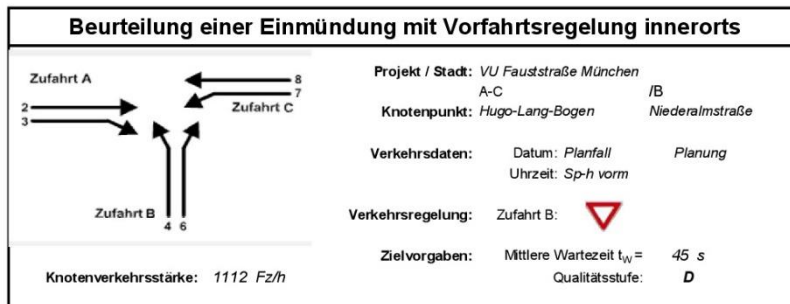 Beurteilung einer Einmündung mit Vorfahrtsregelung innerorts
Zufahrt A
8
7
Zufahrt C
2
3
Zufahrt B
4 6
Knotenverkehrsstärke: 1112 Fz/h
Projekt / Stadt: VU Fauststraße München
A-C /B
Knotenpunkt: Hugo-Lang-Bogen Niederalmstraße
Verkehrsdaten: Datum: Planfall Planung
Uhrzeit: Sp-h vorm
Verkehrsregelung: Zufahrt B:
Zielvorgaben: Mittlere Wartezeit tW = 45 s
Qualitätsstufe: D